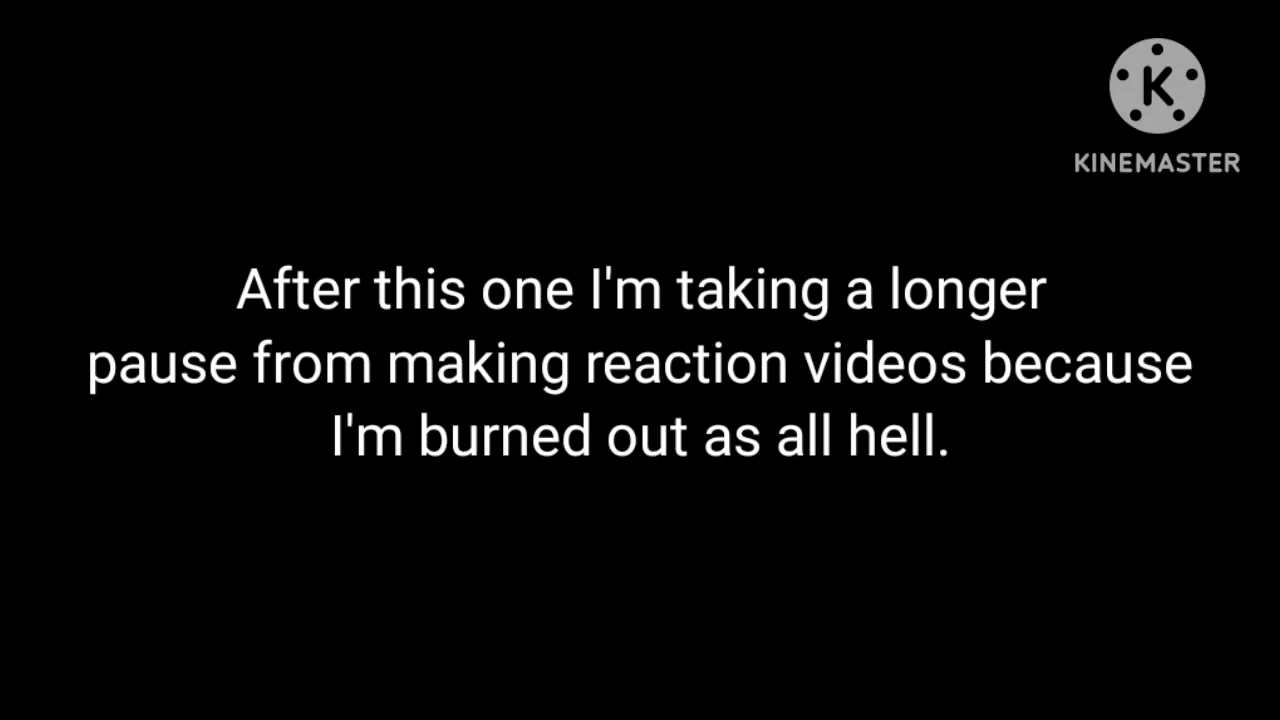 K
KINEMASTER
After this one I'm taking a longer
pause from making reaction videos because
I'm burned out as all hell.